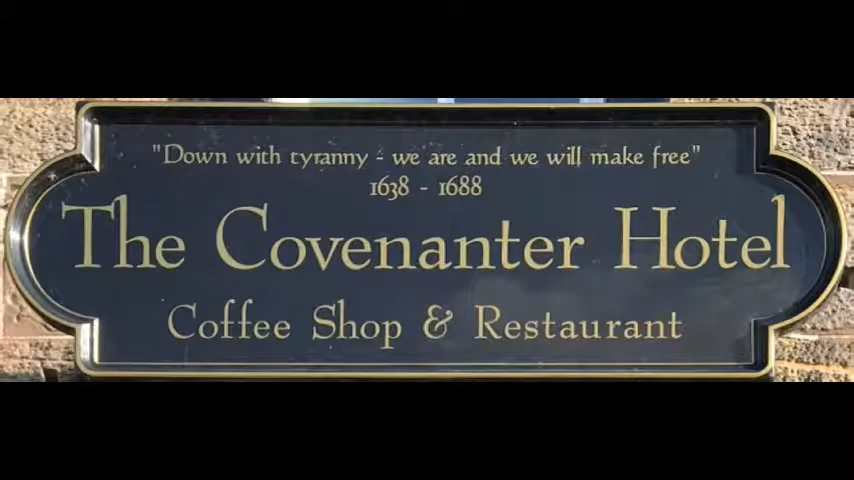 "Down with tyranny - we are and we will make free"
1638 - 1688
The Covenanter Hotel
Coffee Shop & Restaurant